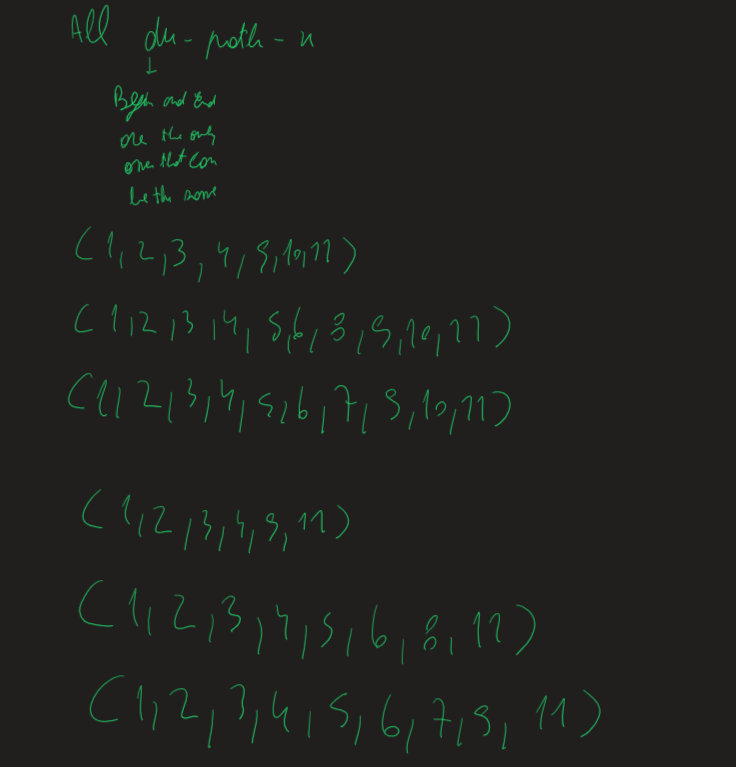 All du - path -
Begin and End
are the only
ones that can
be the same
(1,2,3,4,9,10,11)
(1,2,3,4,5,6,8,9,10,11)
(1,2,3,4,5,6,7,9,10,11)
(1,2,3,4,9,11)
(1,2,3,4,5,6,8,11)
(1,2,3,4,5,6,7,9,11)